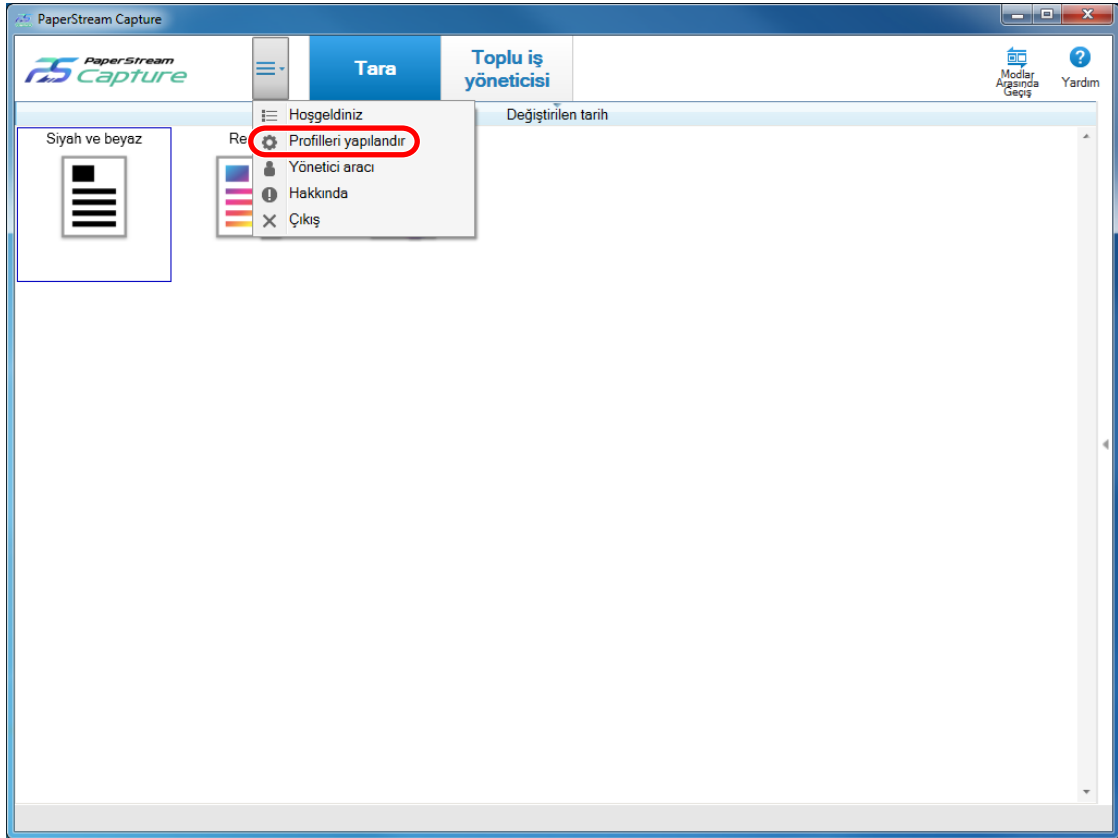 PaperStream Capture
PaperStream
Capture
Tara
Toplu iş
yöneticisi
Modlar
Arasında
Geçiş
Yardım
Değiştirilen tarih
Hoşgeldiniz
Profilleri yapılandır
Yönetici aracı
Hakkında
Çıkış
Siyah ve beyaz
Re